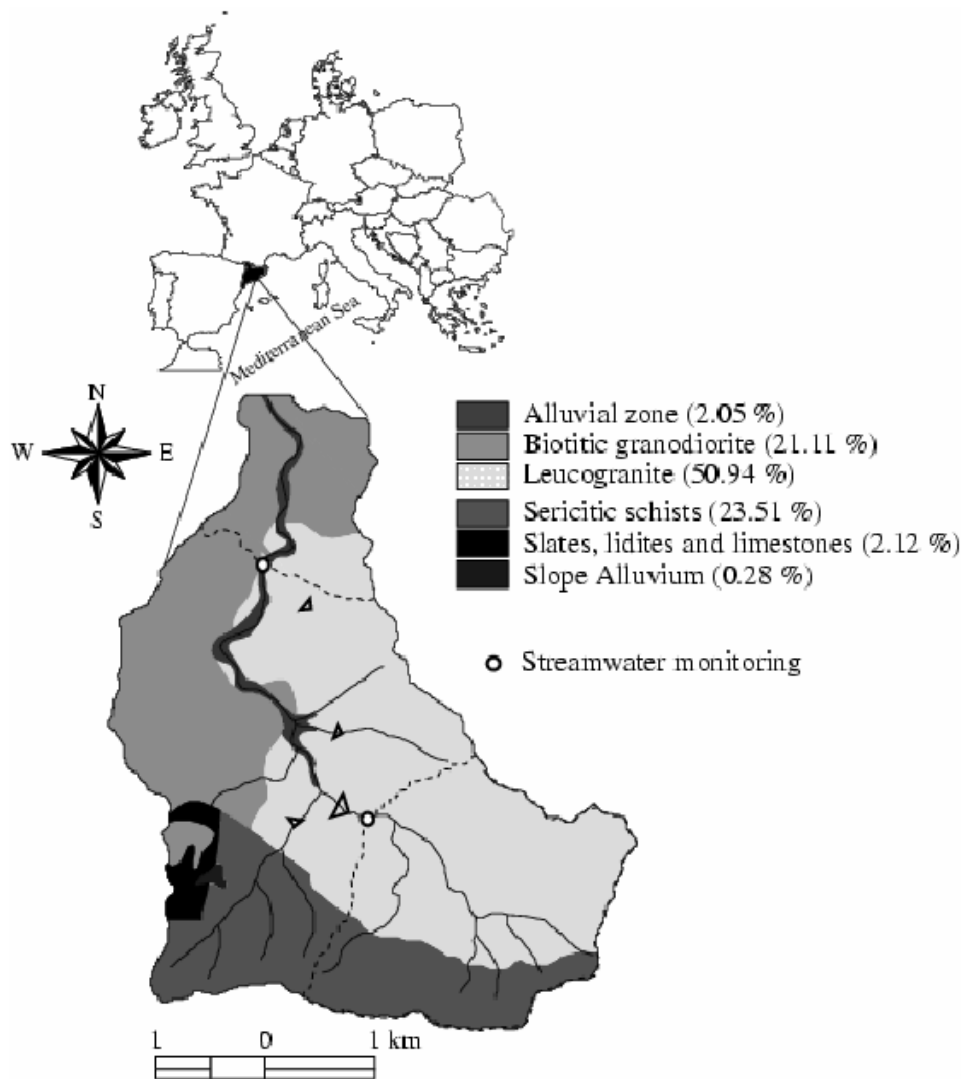 Mediterranean Sea
N
W
E
S
Alluvial zone (2.05 %)
Biotitic granodiorite (21.11 %)
Leucogranite (50.94 %)
Sericitic schists (23.51 %)
Slates, lidites and limestones (2.12 %)
Slope Alluvium (0.28 %)
Streamwater monitoring
1 0 1 km